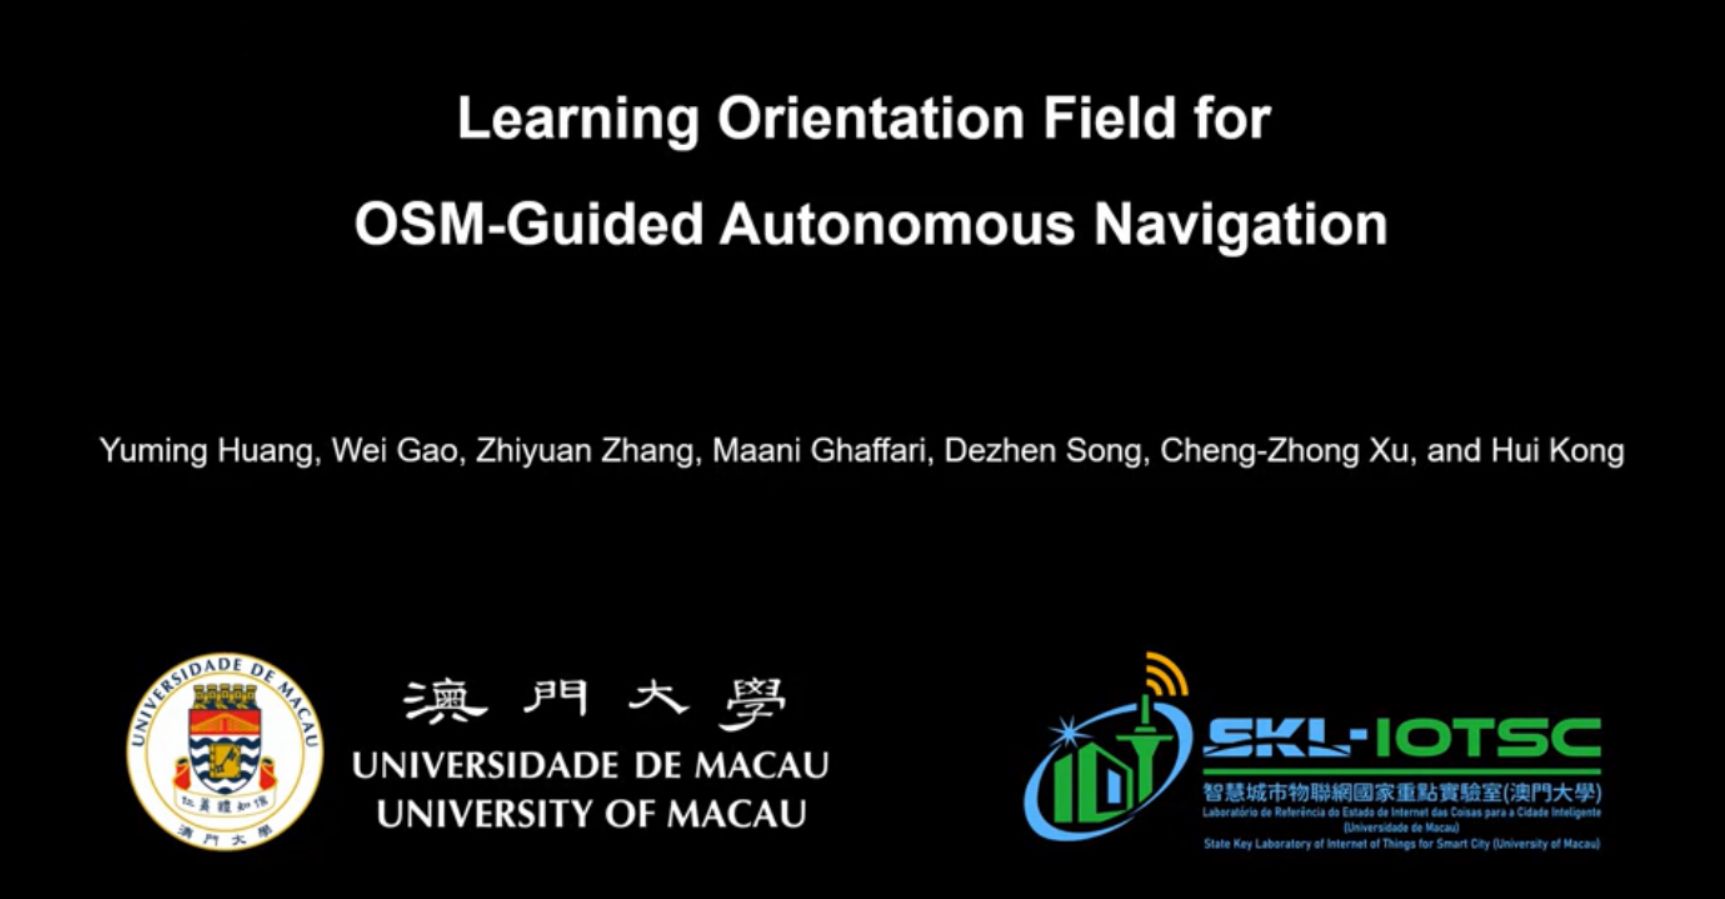 Learning Orientation Field for
OSM-Guided Autonomous Navigation
Yuming Huang, Wei Gao, Zhiyuan Zhang, Maani Ghaffari, Dezhen Song, Cheng-Zhong Xu, and Hui Kong
UNIVERSIDADE DE MACAU
仁義禮知信
澳門大學
澳門大學
UNIVERSIDADE DE MACAU
UNIVERSITY OF MACAU
SKL-IOTSC
智慧城市物聯網國家重點實驗室(澳門大學)
Laboratório de Referência do Estado de Internet das Coisas para a Cidade Inteligente
(Universidade de Macau)
State Key Laboratory of Internet of Things for Smart City (University of Macau)